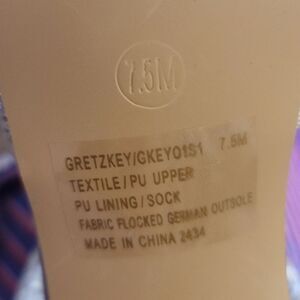 7.5M
GRETZKEY/GKEY01S1 7.5M
TEXTILE/PU UPPER
PU LINING/SOCK
FABRIC FLOCKED GERMAN OUTSOLE
MADE IN CHINA 2434